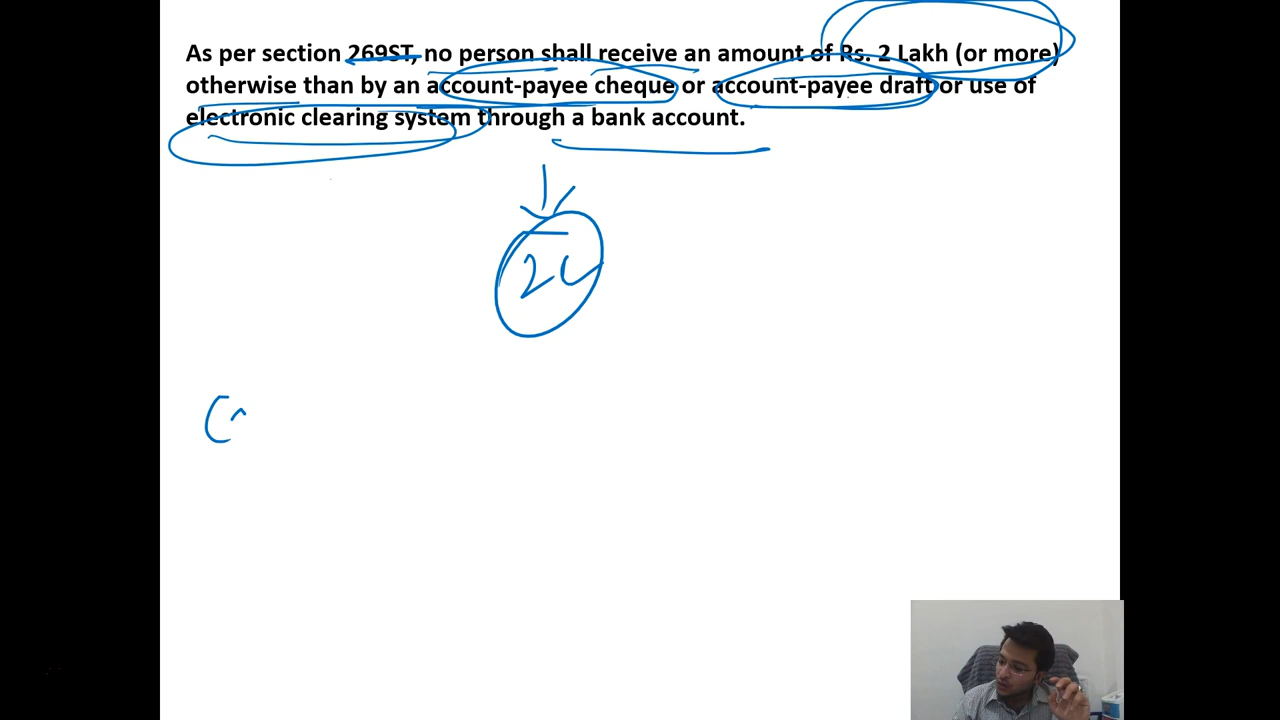 As per section 269ST, no person shall receive an amount of Rs. 2 Lakh (or more)
otherwise than by an account-payee cheque or account-payee draft or use of
electronic clearing system through a bank account.
2L